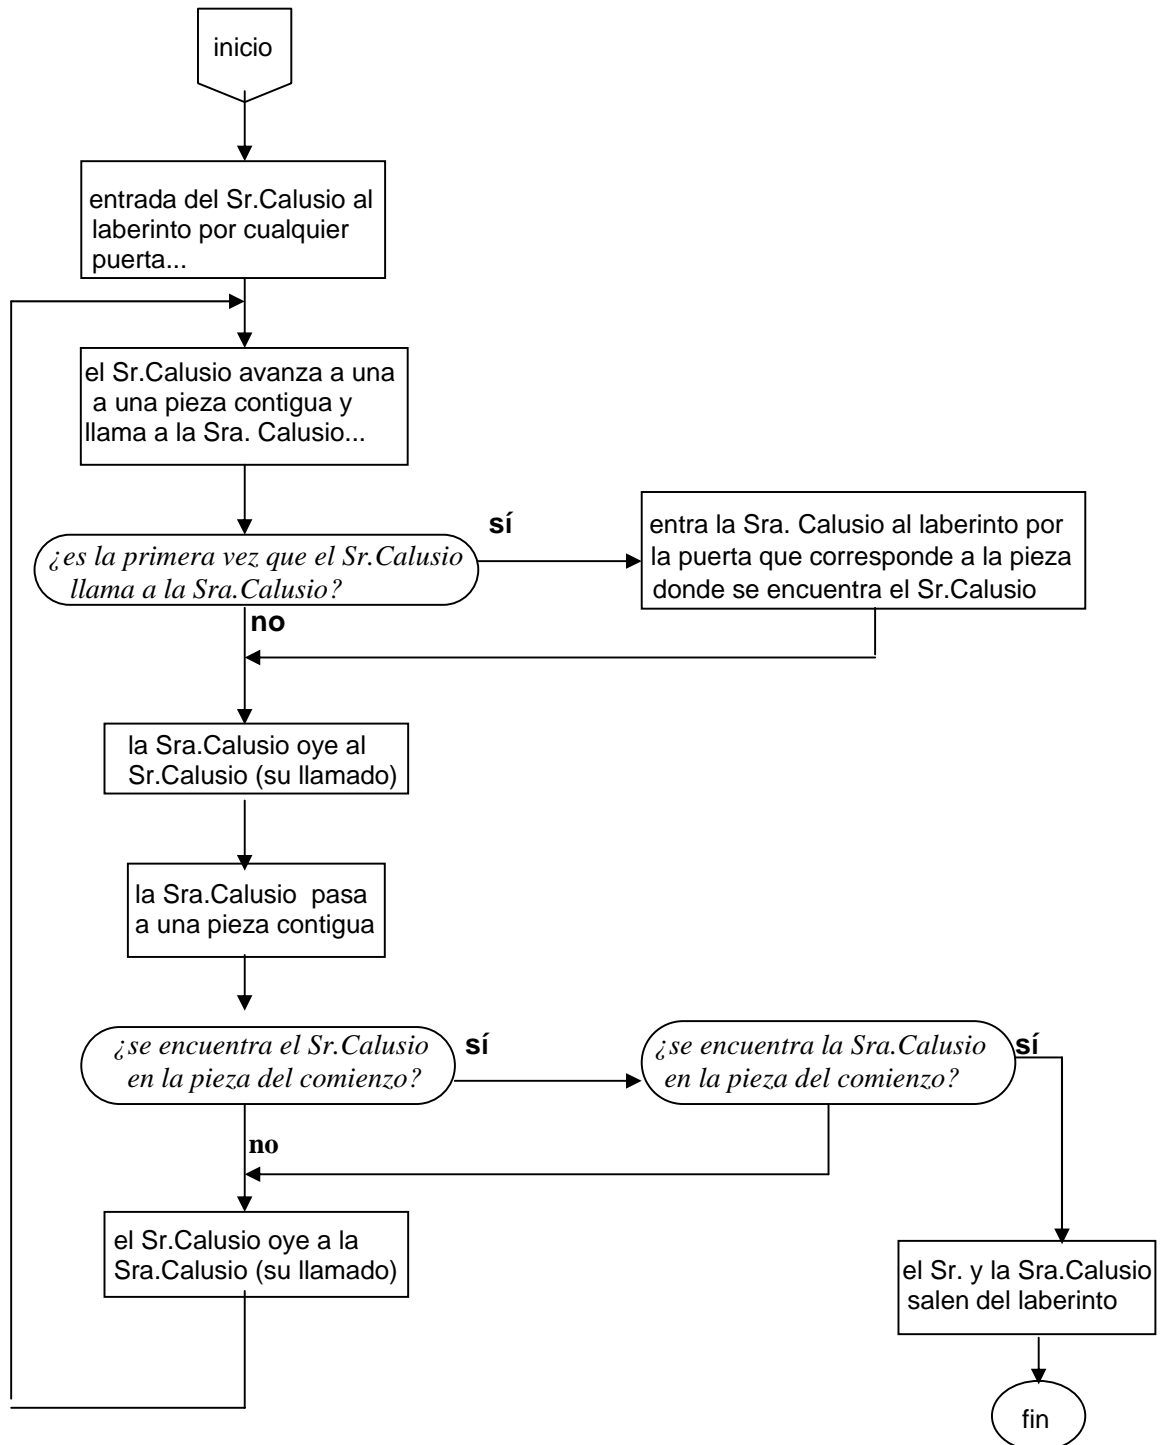 inicio
entrada del Sr.Calusio al
laberinto por cualquier
puerta...
el Sr.Calusio avanza a una
a una pieza contigua y
llama a la Sra. Calusio...
¿es la primera vez que el Sr.Calusio
llama a la Sra.Calusio?
sí
entra la Sra. Calusio al laberinto por
la puerta que corresponde a la pieza
donde se encuentra el Sr.Calusio
no
la Sra.Calusio oye al
Sr.Calusio (su llamado)
la Sra.Calusio pasa
a una pieza contigua
¿se encuentra el Sr.Calusio
en la pieza del comienzo?
sí
¿se encuentra la Sra.Calusio
en la pieza del comienzo?
sí
no
el Sr.Calusio oye a la
Sra.Calusio (su llamado)
el Sr. y la Sra.Calusio
salen del laberinto
fin